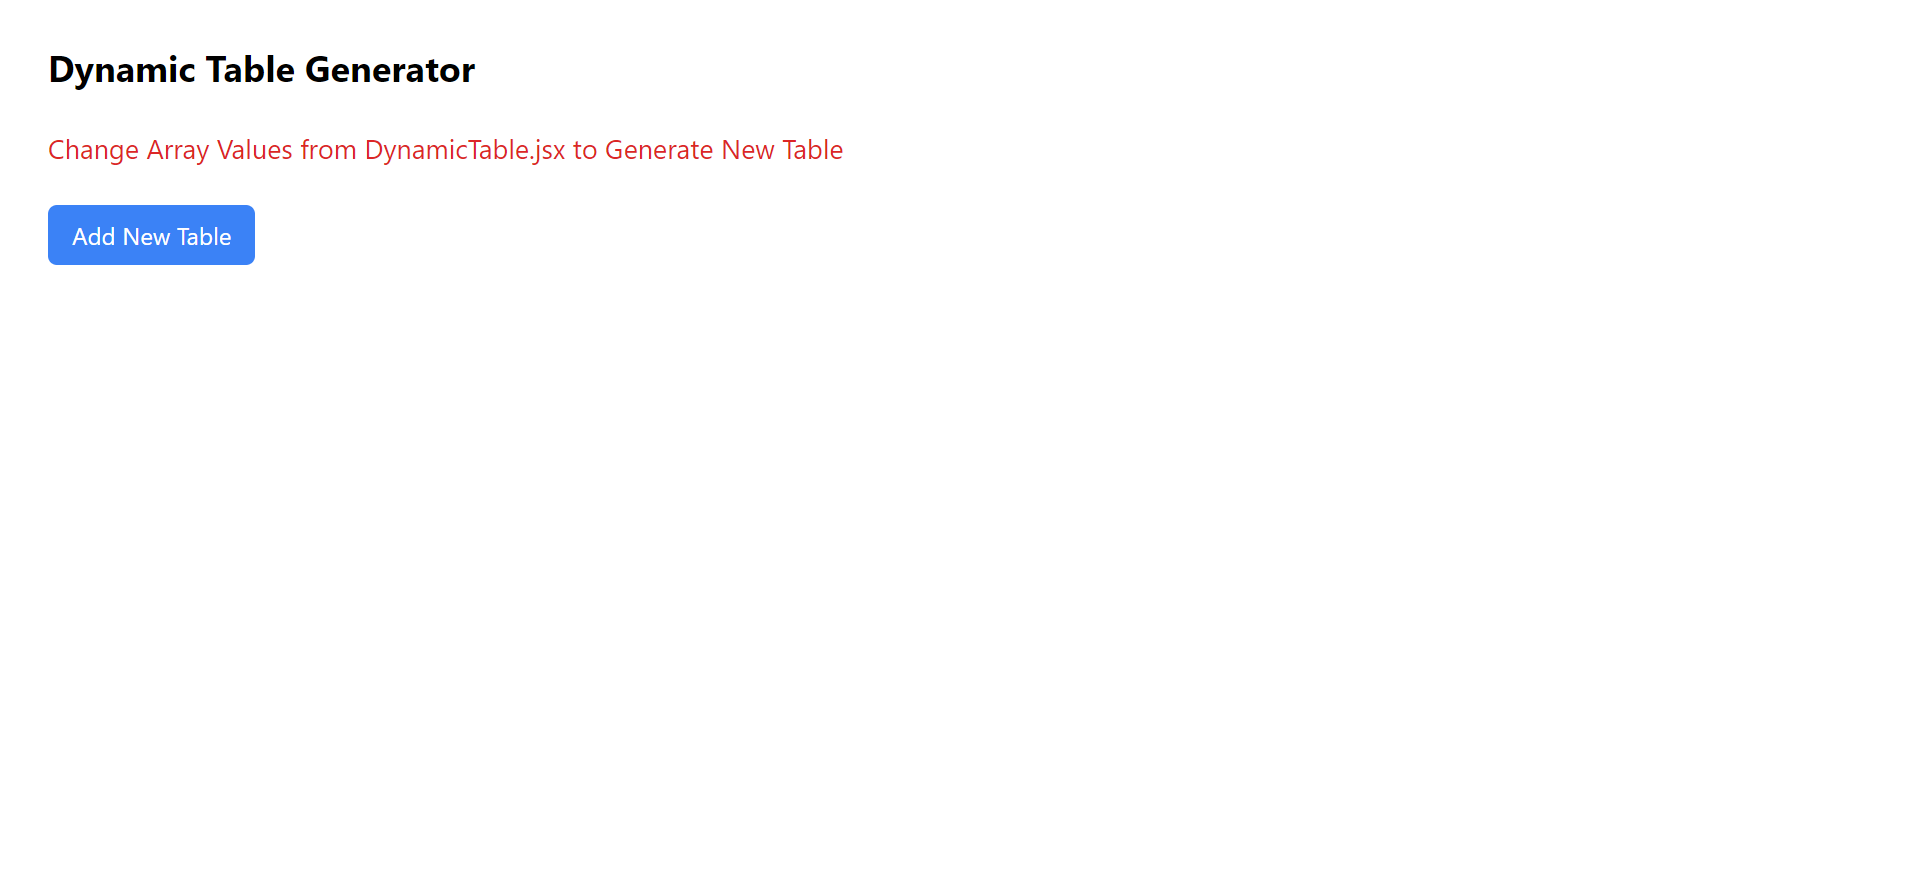 Dynamic Table Generator
Change Array Values from DynamicTable.jsx to Generate New Table
Add New Table